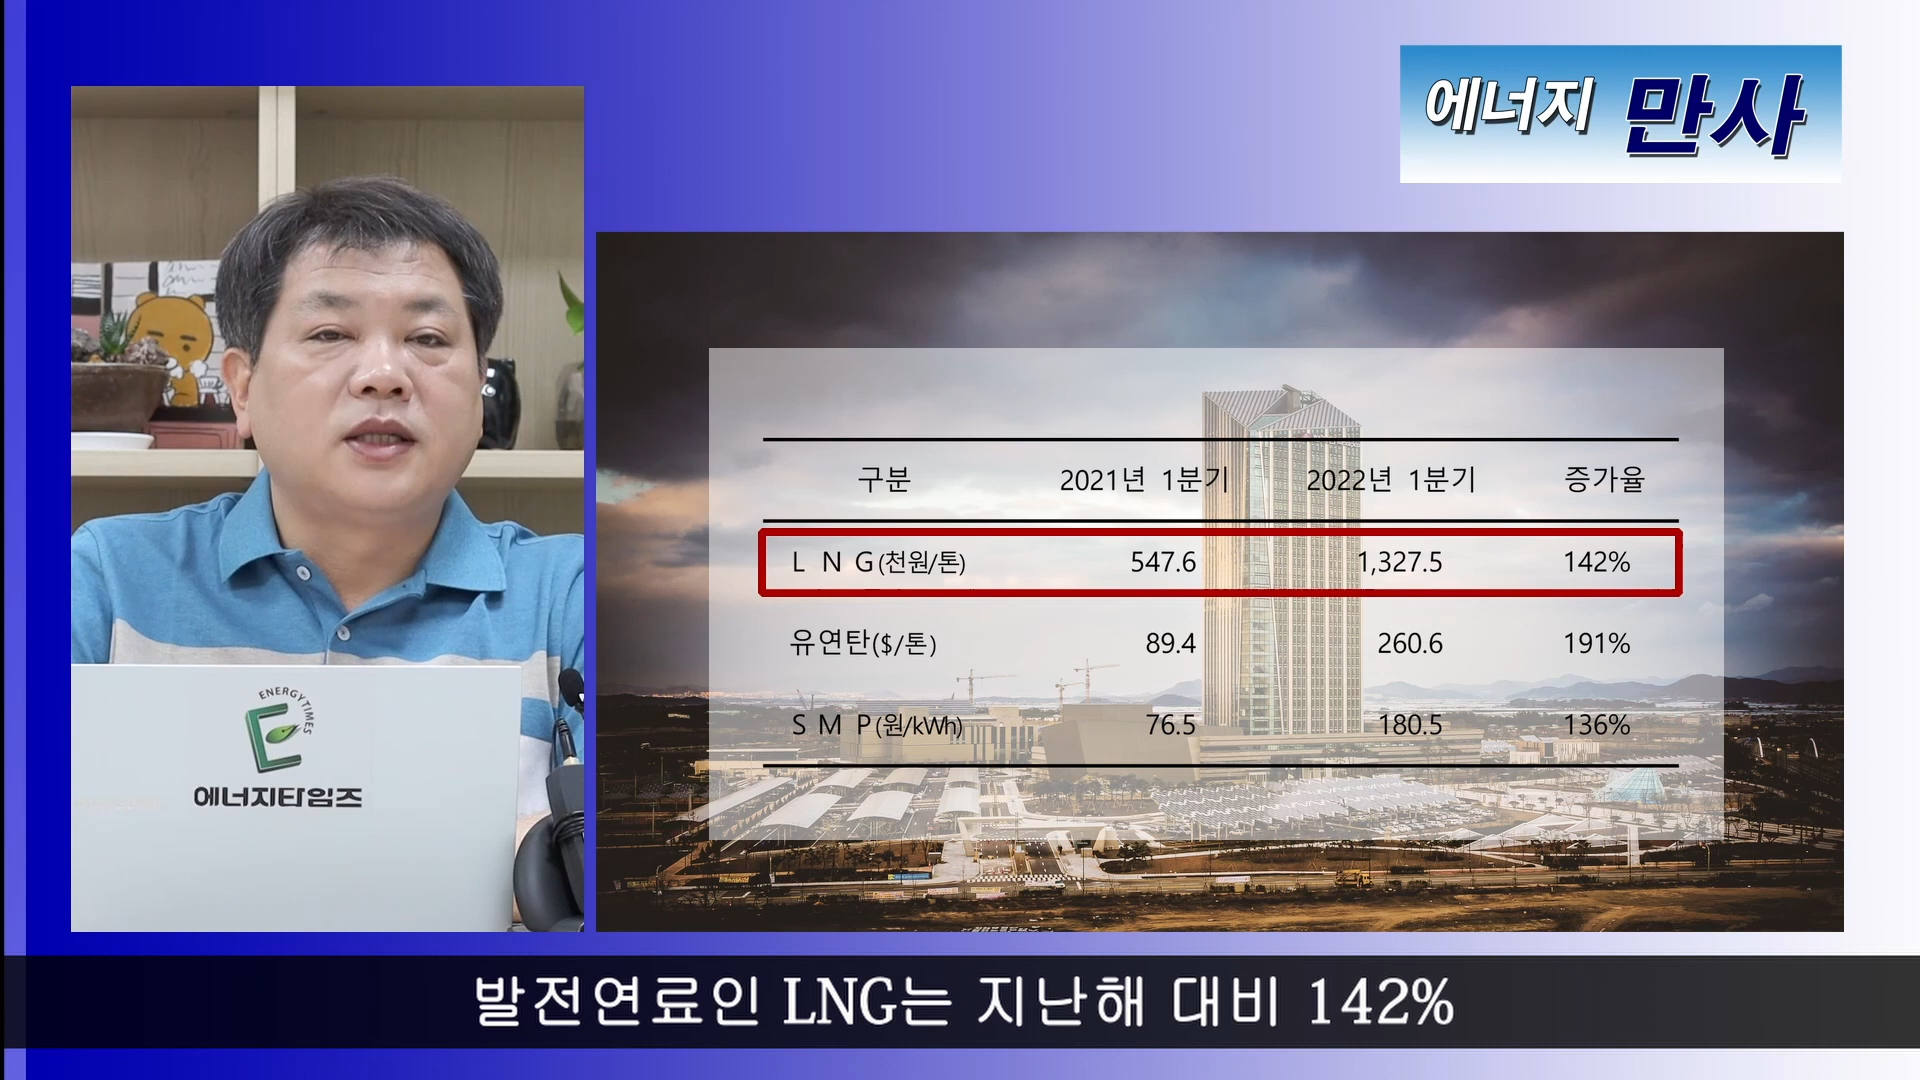 에너지 만사
구분 2021년 1분기 2022년 1분기 증가율
L N G(천원/톤) 547.6 1,327.5 142%
유연탄($/톤) 89.4 260.6 191%
S M P(원/kWh) 76.5 180.5 136%
ENERGYTIMES
에너지타임즈
발전연료인 LNG는 지난해 대비 142%